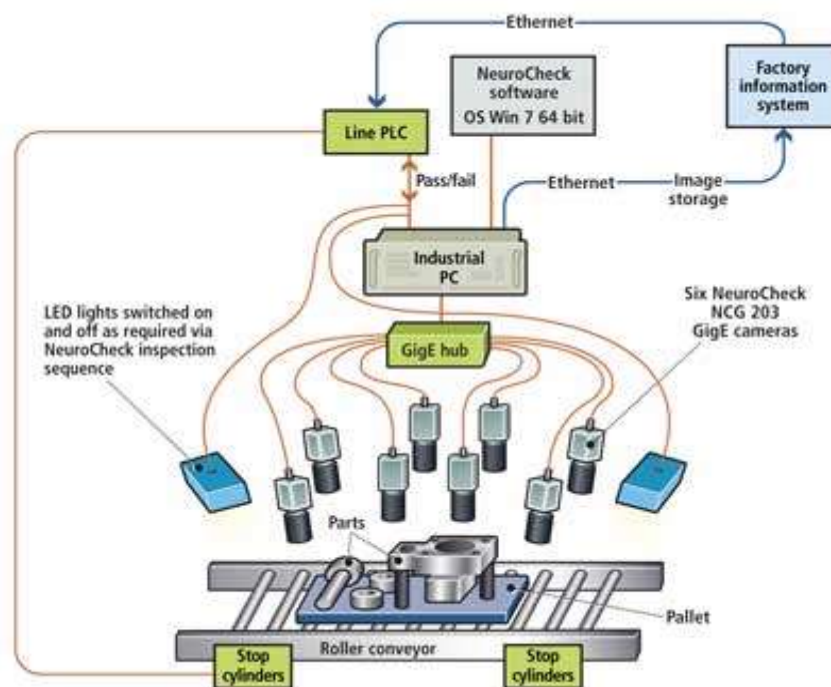 Ethernet
NeuroCheck
software
OS Win 7 64 bit
Factory
information
system
Line PLC
Pass/fail
Ethernet
Image
storage
Industrial
PC
LED lights switched on
and off as required via
NeuroCheck inspection
sequence
Six NeuroCheck
NCG 203
GigE cameras
GigE hub
Parts
Pallet
Roller conveyor
Stop
cylinders
Stop
cylinders